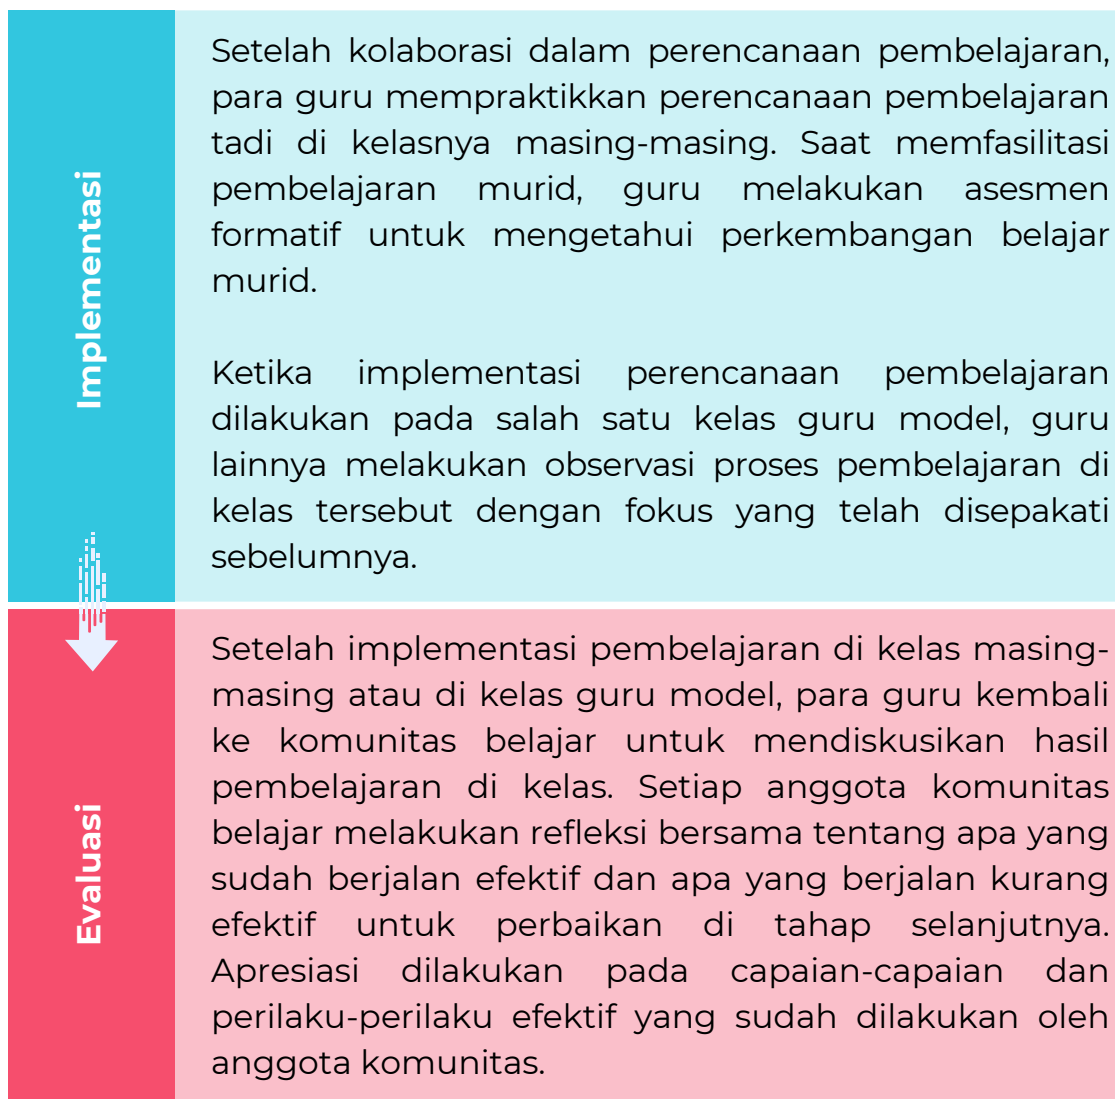 Implementasi
Setelah kolaborasi dalam perencanaan pembelajaran,
para guru mempraktikkan perencanaan pembelajaran
tadi di kelasnya masing-masing. Saat memfasilitasi
pembelajaran murid, guru melakukan asesmen
formatif untuk mengetahui perkembangan belajar
murid.
Ketika implementasi perencanaan pembelajaran
dilakukan pada salah satu kelas guru model, guru
lainnya melakukan observasi proses pembelajaran di
kelas tersebut dengan fokus yang telah disepakati
sebelumnya.
Evaluasi
Setelah implementasi pembelajaran di kelas masing-
masing atau di kelas guru model, para guru kembali
ke komunitas belajar untuk mendiskusikan hasil
pembelajaran di kelas. Setiap anggota komunitas
belajar melakukan refleksi bersama tentang apa yang
sudah berjalan efektif dan apa yang berjalan kurang
efektif untuk perbaikan di tahap selanjutnya.
Apresiasi dilakukan pada capaian-capaian dan
perilaku-perilaku efektif yang sudah dilakukan oleh
anggota komunitas.